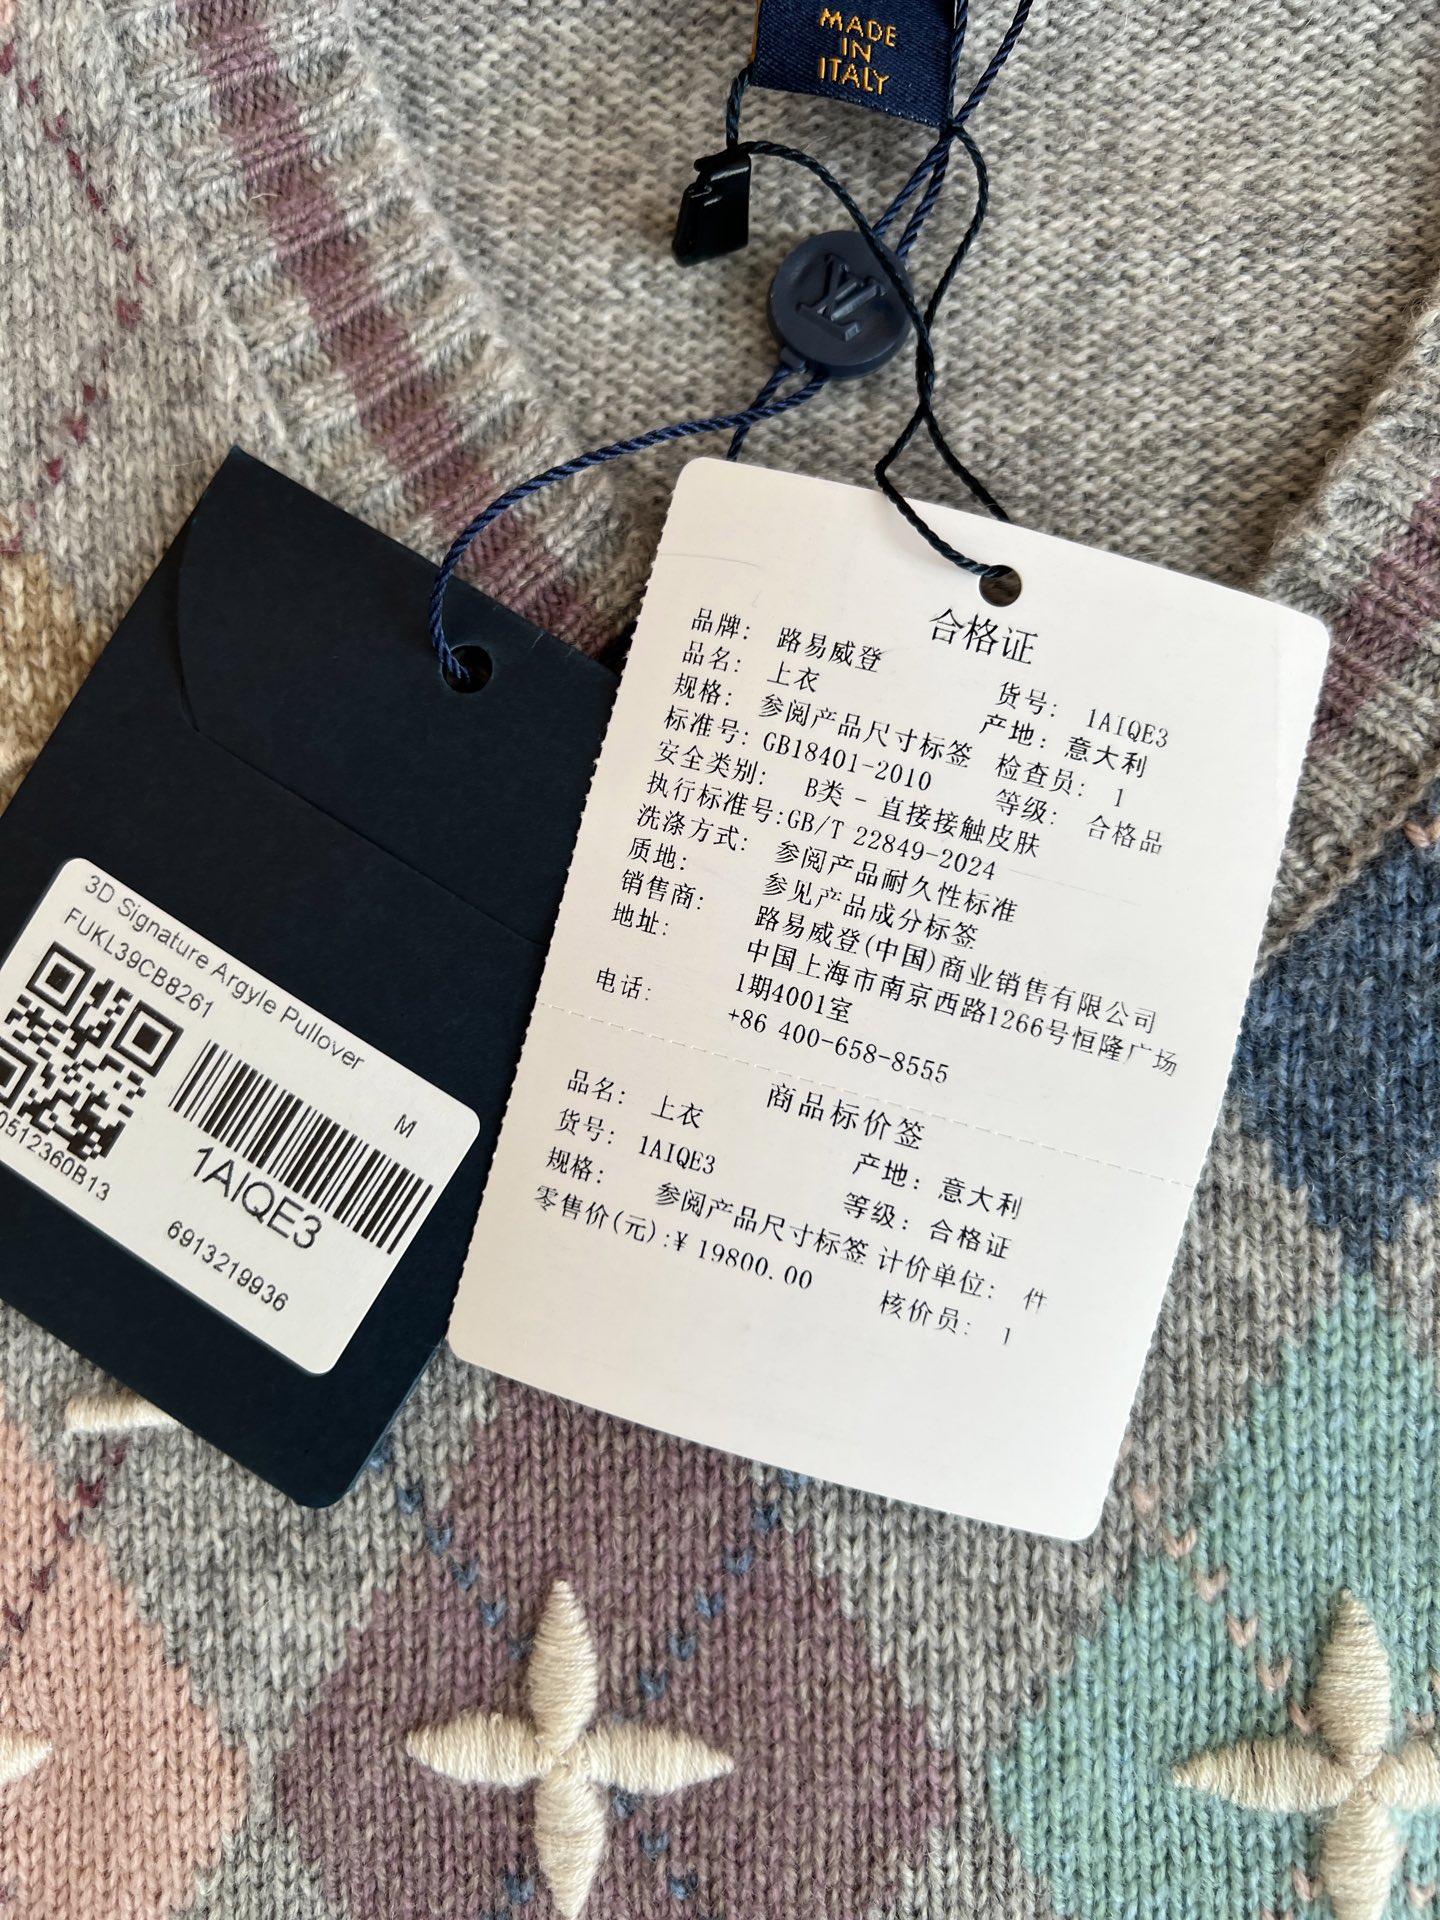 MADE
IN
ITALY
LV
合格证
品牌: 路易威登
品名: 上衣 货号: 1AIQE3
规格: 参阅产品尺寸标签 产地: 意大利
标准号: GB18401-2010 检查员: 1
安全类别: B类 - 直接接触皮肤 等级: 合格品
执行标准号:GB/T 22849-2024
洗涤方式: 参阅产品耐久性标准
质地: 参见产品成分标签
销售商: 路易威登(中国)商业销售有限公司
地址: 中国上海市南京西路1266号恒隆广场
1期4001室
电话: +86 400-658-8555
商品标价签
品名: 上衣 产地: 意大利
货号: 1AIQE3 等级: 合格证
规格: 参阅产品尺寸标签 计价单位: 件
零售价(元):¥ 19800.00 核价员: 1
3D Signature Argyle Pullover
FUKL39CB8261
M
1AIQE3
0512360B13
6913219936